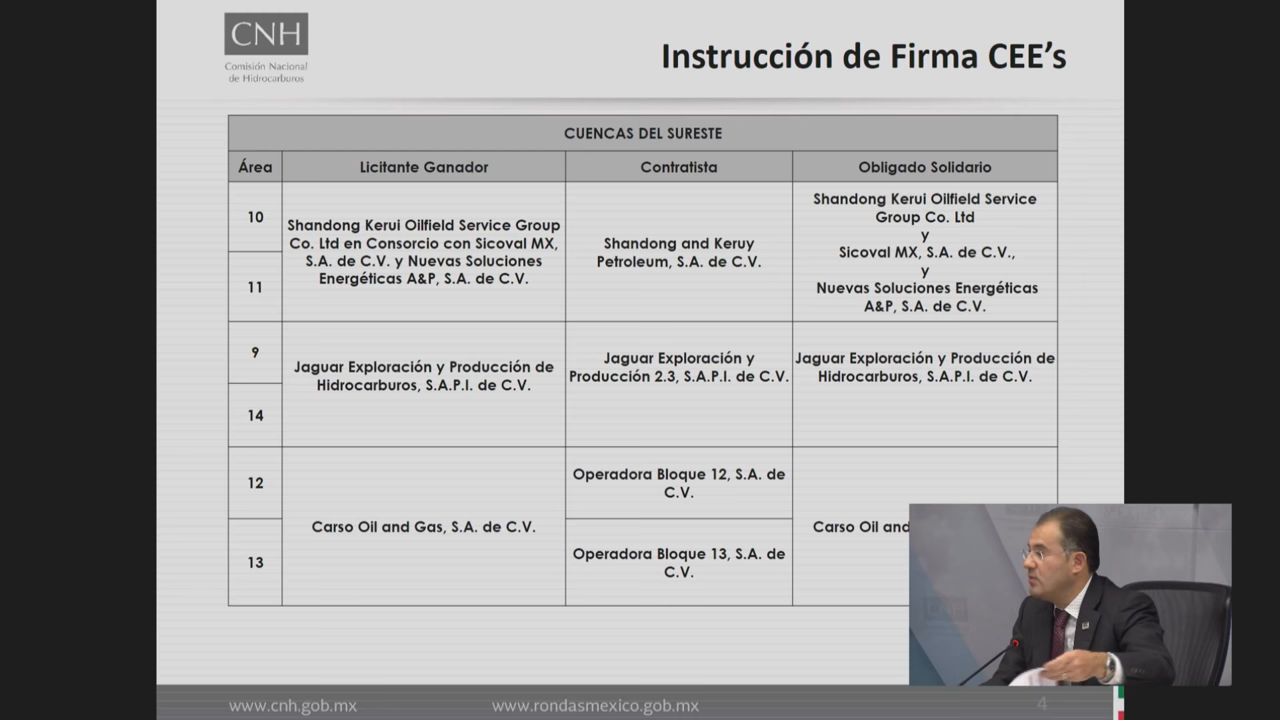 CNH
Comisión Nacional
de Hidrocarburos
Instrucción de Firma CEE's
CUENCAS DEL SURESTE
Área
Licitante Ganador
Contratista
Obligado Solidario
10
11
Shandong Kerui Oilfield Service Group
Co. Ltd en Consorcio con Sicoval MX,
S.A. de C.V. y Nuevas Soluciones
Energéticas A&P, S.A. de C.V.
Shandong and Keruy
Petroleum, S.A. de C.V.
Shandong Kerui Oilfield Service
Group Co. Ltd
y
Sicoval MX, S.A. de C.V.,
y
Nuevas Soluciones Energéticas
A&P, S.A. de C.V.
9
14
Jaguar Exploración y Producción de
Hidrocarburos, S.A.P.I. de C.V.
Jaguar Exploración y
Producción 2.3, S.A.P.I. de C.V.
Jaguar Exploración y Producción de
Hidrocarburos, S.A.P.I. de C.V.
12
13
Carso Oil and Gas, S.A. de C.V.
Operadora Bloque 12, S.A. de
C.V.
Operadora Bloque 13, S.A. de
C.V.
Carso Oil and
CNH
www.cnh.gob.mx
www.rondasmexico.gob.mx
4